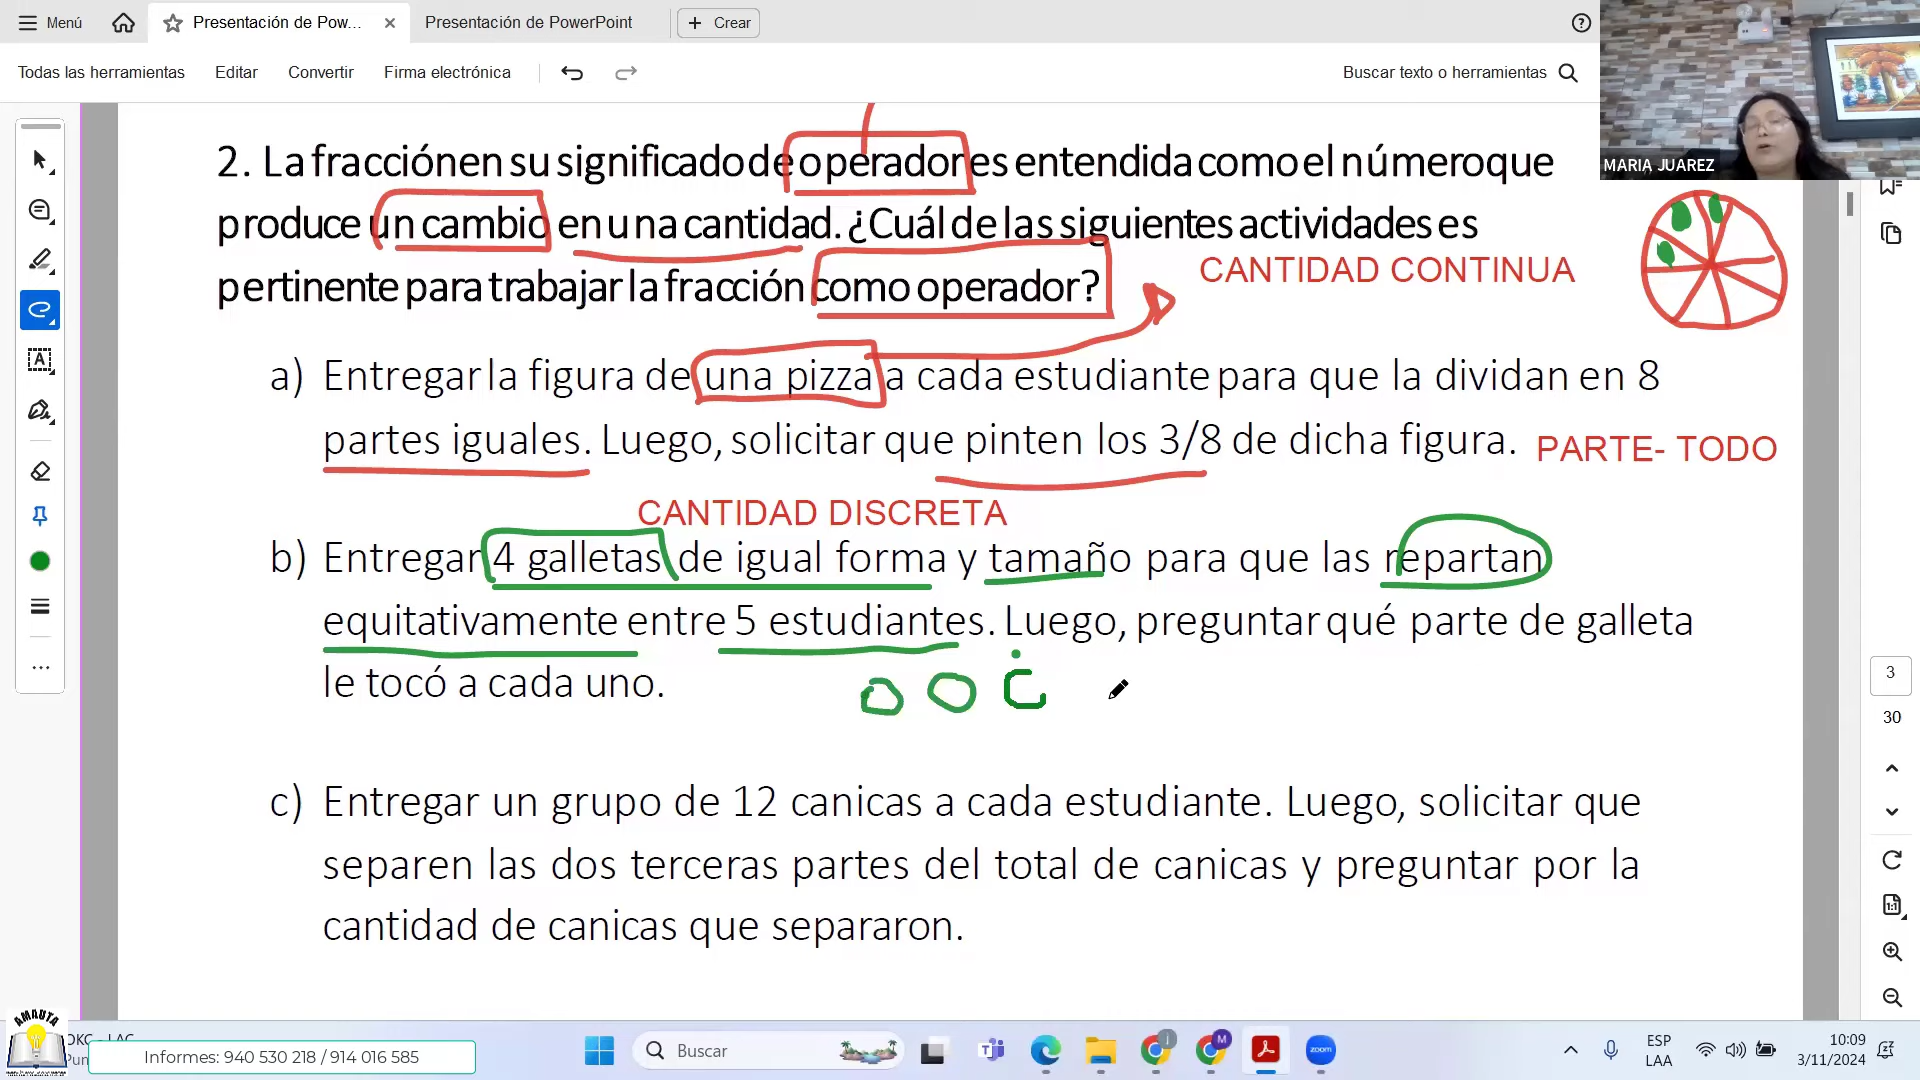 Menú
Presentación de Pow...
Presentación de PowerPoint
Crear
Todas las herramientas
Editar
Convertir
Firma electrónica
Buscar texto o herramientas
MARIA JUAREZ
2. La fracción en su significado de operador es entendida como el número que
produce un cambio en una cantidad. ¿Cuál de las siguientes actividades es
pertinente para trabajar la fracción como operador?
CANTIDAD CONTINUA
a) Entregar la figura de una pizza a cada estudiante para que la dividan en 8
partes iguales. Luego, solicitar que pinten los 3/8 de dicha figura.
PARTE- TODO
CANTIDAD DISCRETA
b) Entregar 4 galletas de igual forma y tamaño para que las repartan
equitativamente entre 5 estudiantes. Luego, preguntar qué parte de galleta
le tocó a cada uno.
c) Entregar un grupo de 12 canicas a cada estudiante. Luego, solicitar que
separen las dos terceras partes del total de canicas y preguntar por la
cantidad de canicas que separaron.
3
30
AMAUTA
Informes: 940 530 218 / 914 016 585
Buscar
zoom
ESP
LAA
10:09
3/11/2024